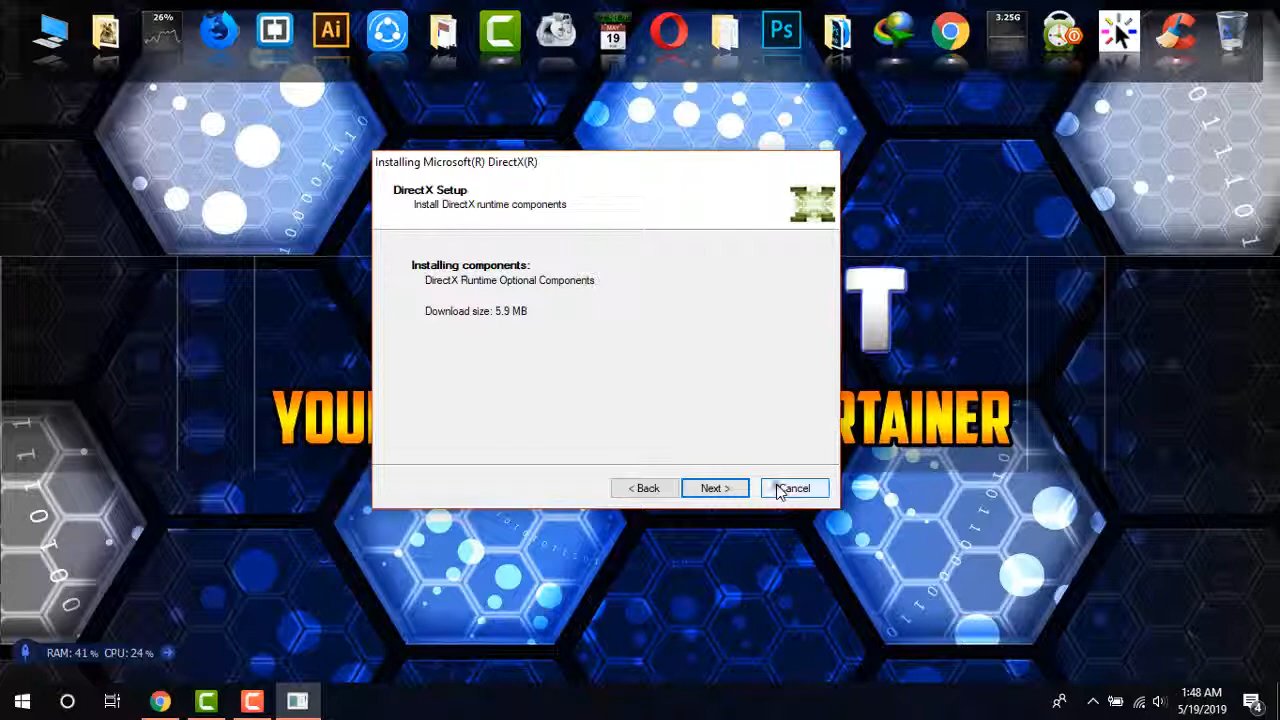 26%
Ai
MAY
19
Ps
3.25G
Installing Microsoft(R) DirectX(R)
DirectX Setup
Install DirectX runtime components
Installing components:
DirectX Runtime Optional Components
Download size: 5.9 MB
T
YOU
RTAINER
< Back
Next >
Cancel
RAM: 41 % CPU: 24 %
1:48 AM
5/19/2019
4